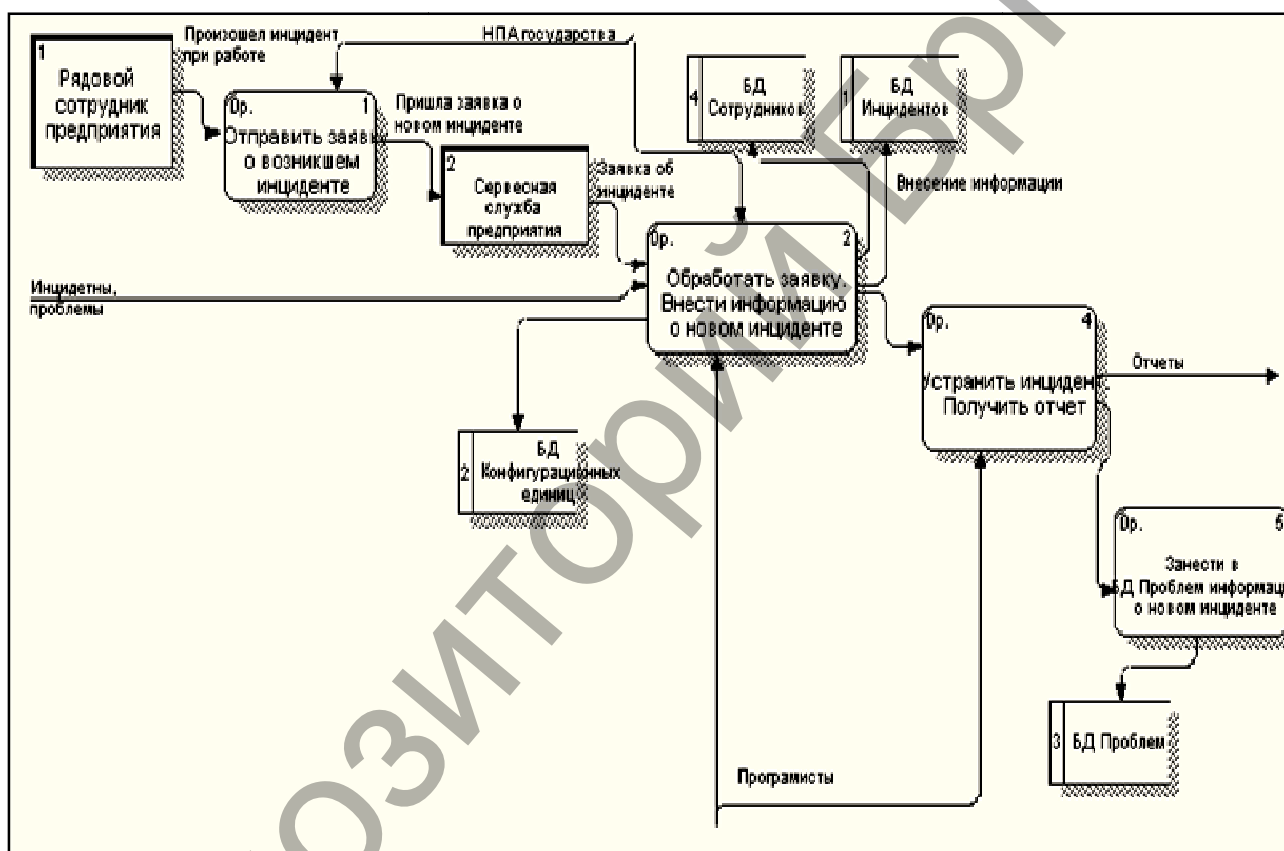 1
Рядовой
сотрудник
предприятия
Произошел инцидент
при работе
НПА государства
0р.
1
Отправить заявку
о возникшем
инциденте
Пришла заявка о
новом инциденте
2
Сервесная
служба
предприятия
Заявка об
инциденте
4
БД
Сотрудников
1
БД
Инцидентов
Внесение информации
Инцидетны,
проблемы
0р.
2
Обработать заявку.
Внести информацию
о новом инциденте
2
БД
Конфигурационных
единиц
0р.
4
Устранить инцидент.
Получить отчет
Отчеты
0р.
5
Занести в
БД Проблем информац
о новом инциденте
3
БД Проблем
Програмисты
озиторий Бр